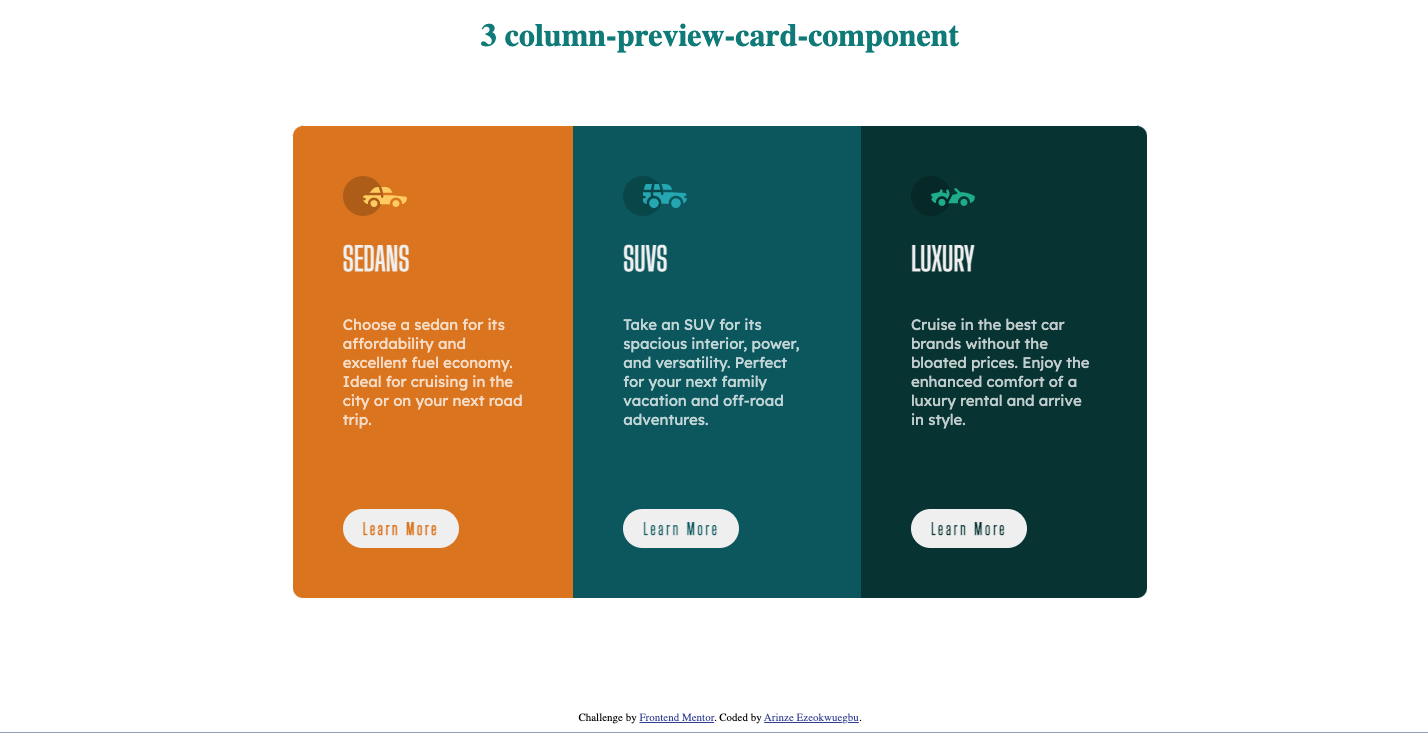 3 column-preview-card-component
SEDANS
Choose a sedan for its
affordability and
excellent fuel economy.
Ideal for cruising in the
city or on your next road
trip.
Learn More
SUVS
Take an SUV for its
spacious interior, power,
and versatility. Perfect
for your next family
vacation and off-road
adventures.
Learn More
LUXURY
Cruise in the best car
brands without the
bloated prices. Enjoy the
enhanced comfort of a
luxury rental and arrive
in style.
Learn More
Challenge by Frontend Mentor. Coded by Arinze Ezeokwuegbu.